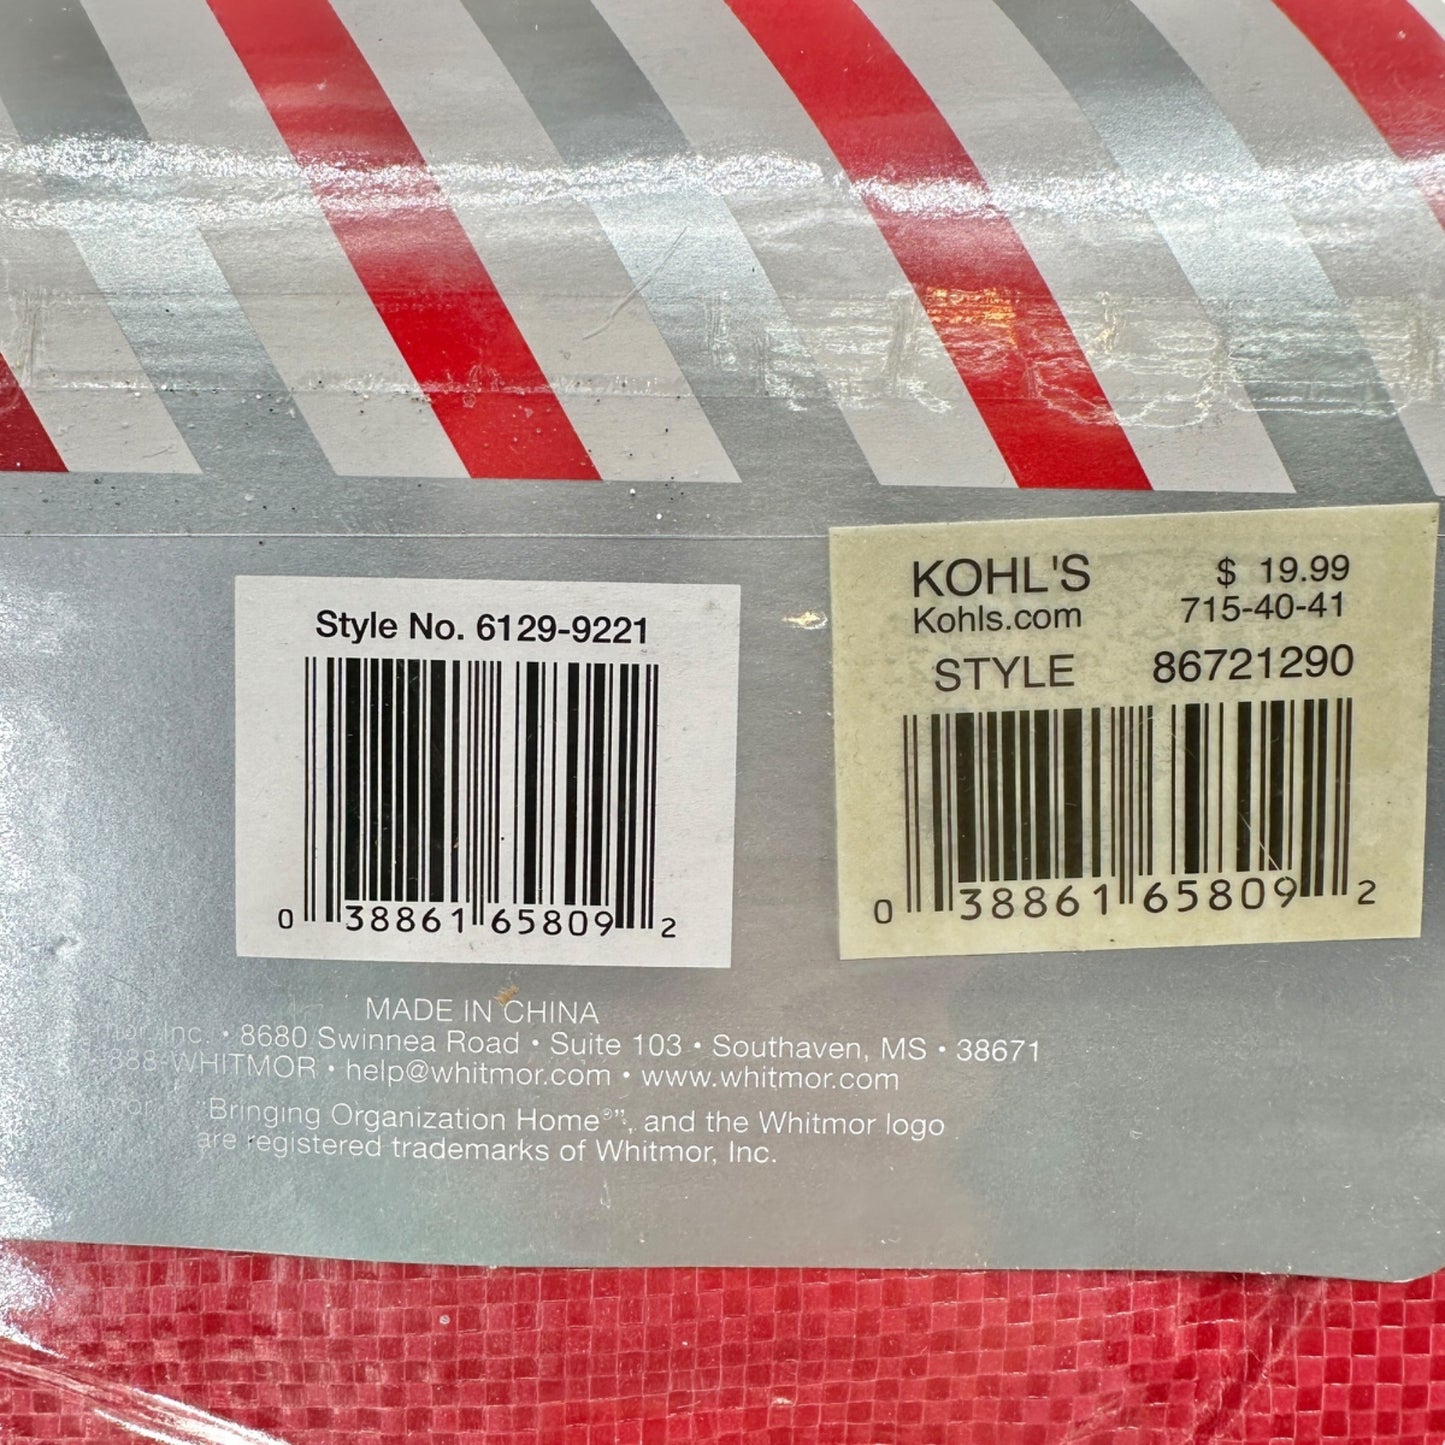 Style No. 6129-9221
0 38861 65809 2
KOHL'S $ 19.99
Kohls.com 715-40-41
STYLE 86721290
0 38861 65809 2
MADE IN CHINA
Inc. • 8680 Swinnea Road • Suite 103 • Southaven, MS • 38671
888-WHITMOR • help@whitmor.com • www.whitmor.com
"Bringing Organization Home®", and the Whitmor logo
are registered trademarks of Whitmor, Inc.